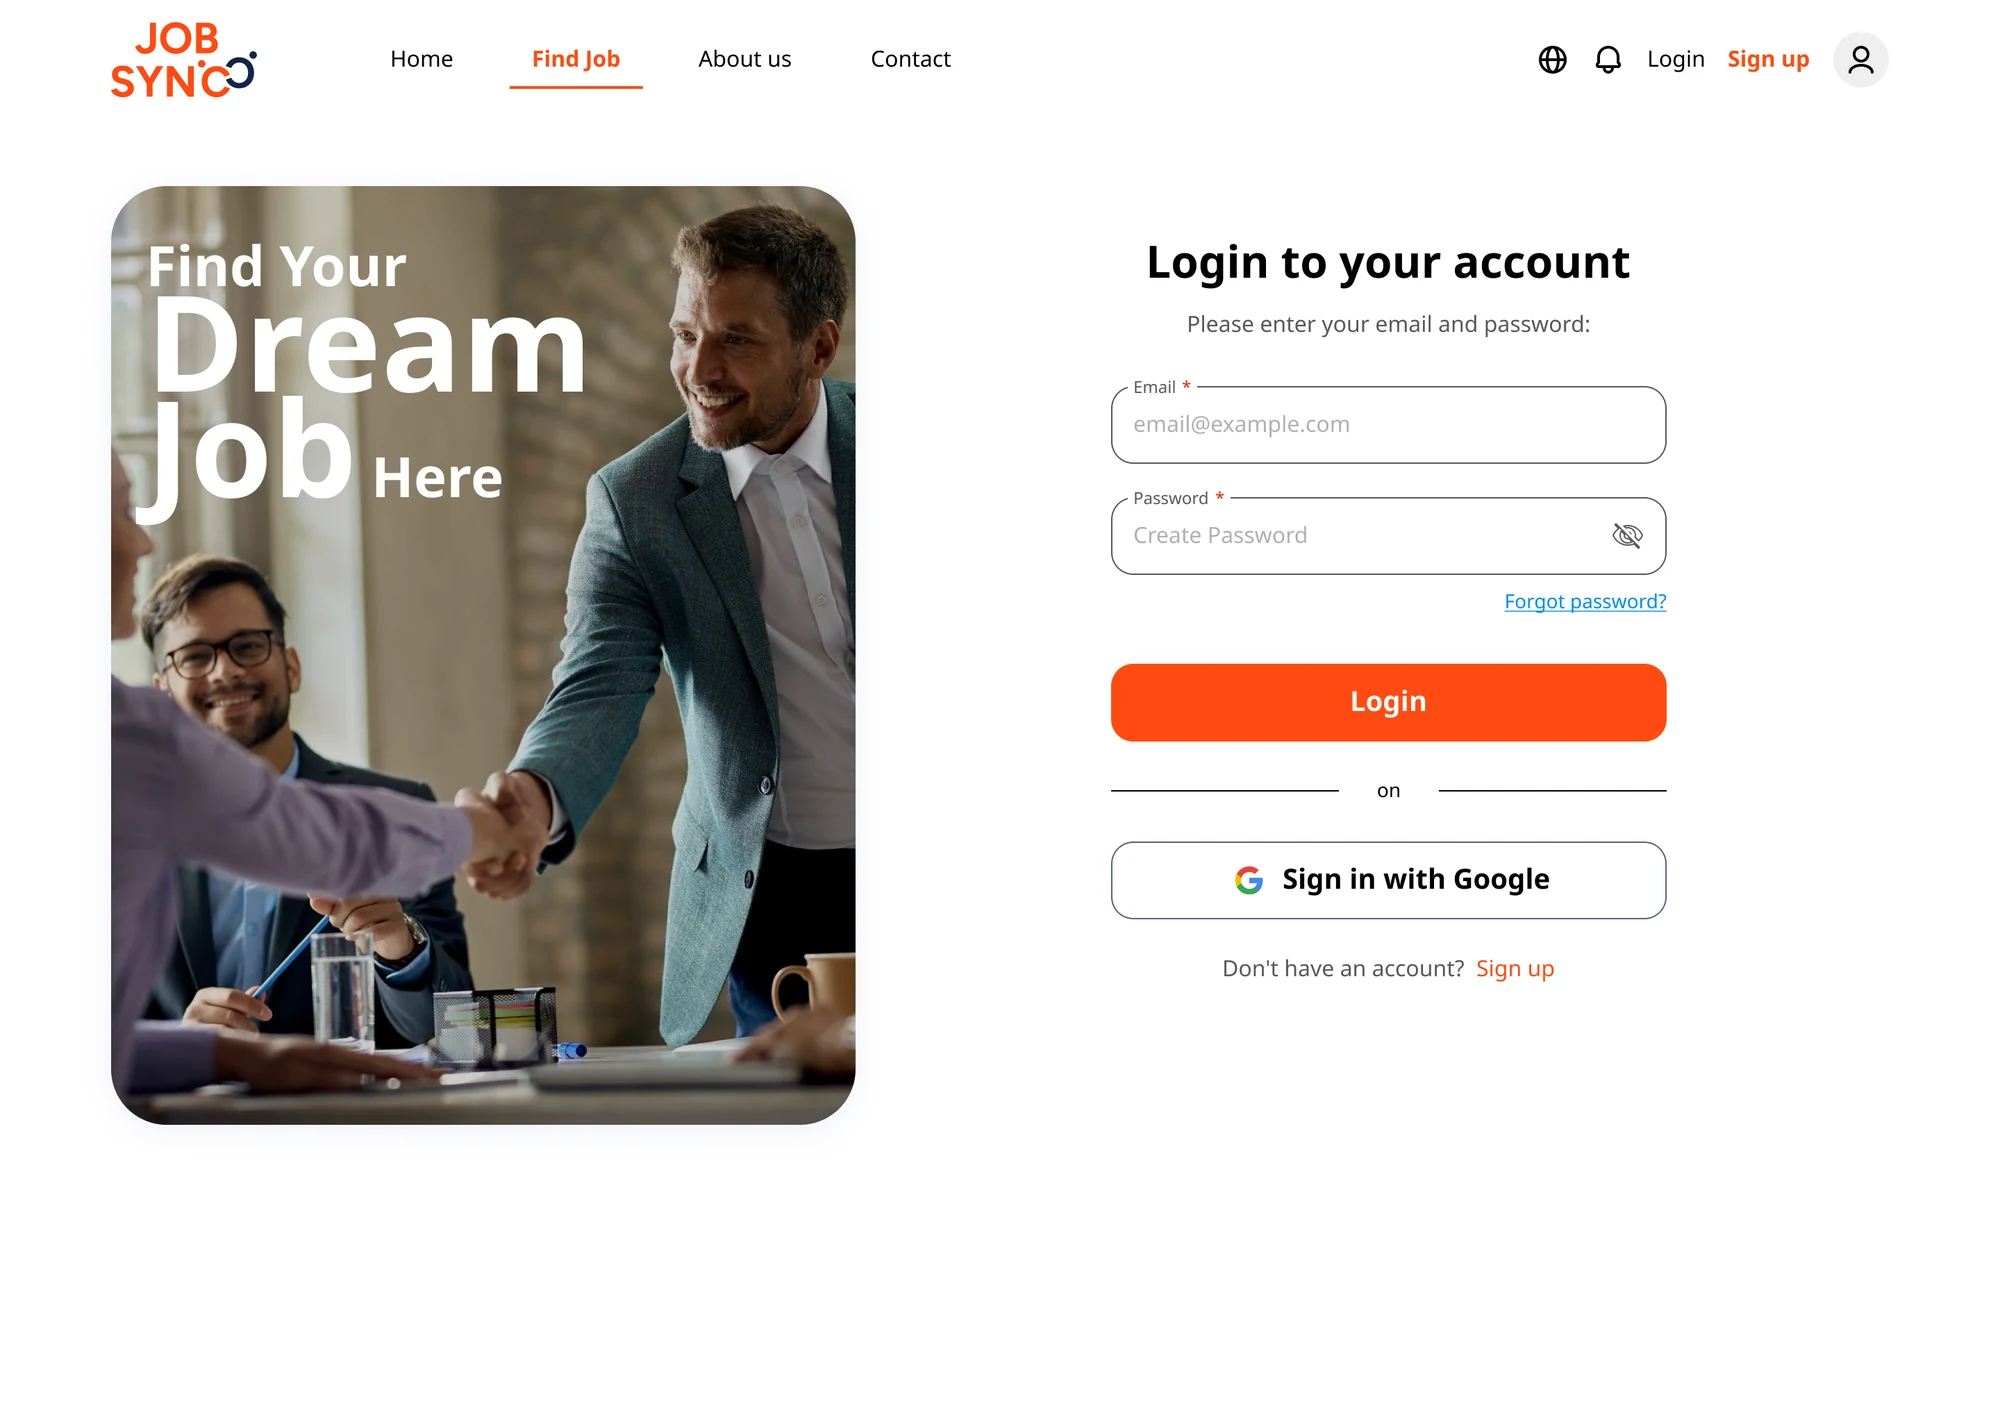 JOB
SYNC
Home Find Job About us Contact Login Sign up
Find Your
Dream
Job Here
Login to your account
Please enter your email and password:
Email *
email@example.com
Password *
Create Password
Forgot password?
Login
on
Sign in with Google
Don't have an account? Sign up